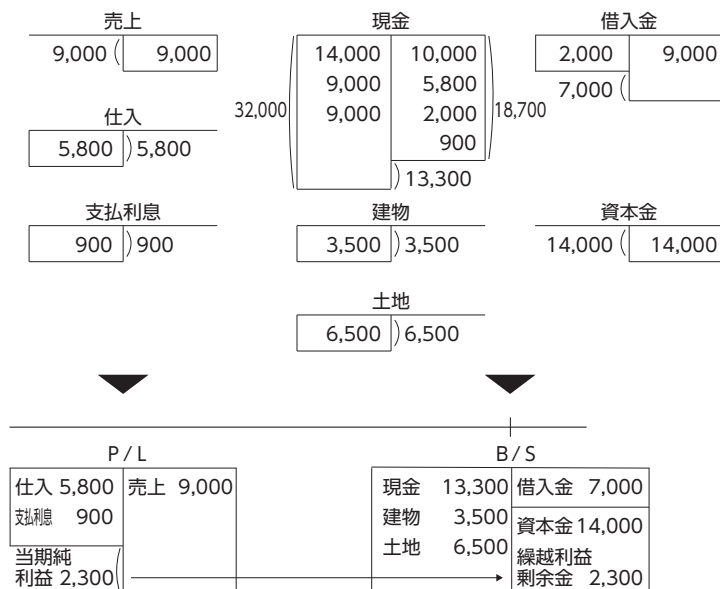 売上
9,000 9,000
仕入
5,800 5,800
支払利息
900 900
現金
32,000
14,000 10,000
9,000 5,800
9,000 2,000
900
18,700
13,300
建物
3,500 3,500
土地
6,500 6,500
借入金
2,000 9,000
7,000
資本金
14,000 14,000
P / L
仕入 5,800 売上 9,000
支払利息 900
当期純
利益 2,300
B / S
現金 13,300 借入金 7,000
建物 3,500 資本金 14,000
土地 6,500 繰越利益
剰余金 2,300